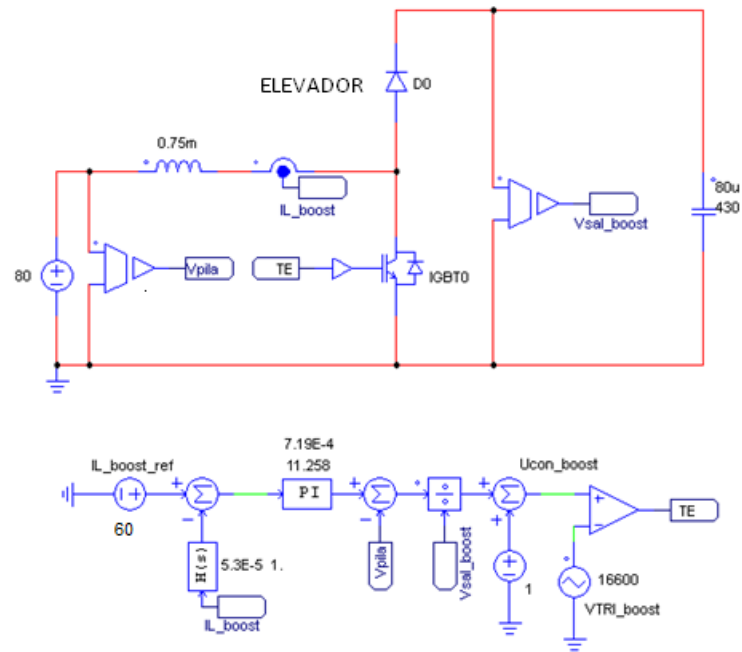 ELEVADOR
D0
0.75m
IL_boost
80u
430
Vsal_boost
80
Vpila
TE
IGBT0
7.19E-4
11.258
IL_boost_ref
Ucon_boost
PI
TE
60
H(s)
5.3E-5 1.
Vpila
Vsal_boost
1
16600
VTRI_boost
IL_boost